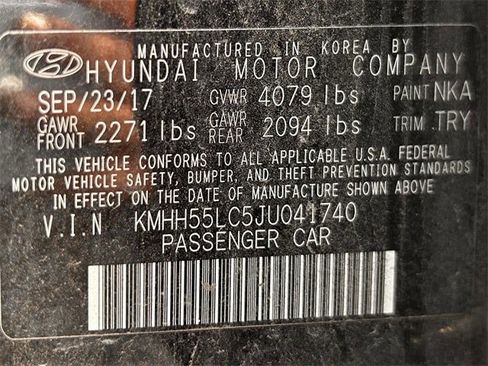 MANUFACTURED IN KOREA BY
HYUNDAI MOTOR COMPANY
SEP/23/17 GVWR 4079 lbs PAINT NKA
GAWR FRONT 2271 lbs GAWR REAR 2094 lbs TRIM .TRY
THIS VEHICLE CONFORMS TO ALL APPLICABLE U.S.A. FEDERAL
MOTOR VEHICLE SAFETY, BUMPER, AND THEFT PREVENTION STANDARDS
IN EFFECT ON THE DATE OF MANUFACTURE SHOWN ABOVE.
V.I.N KMHH55LC5JU041740
PASSENGER CAR